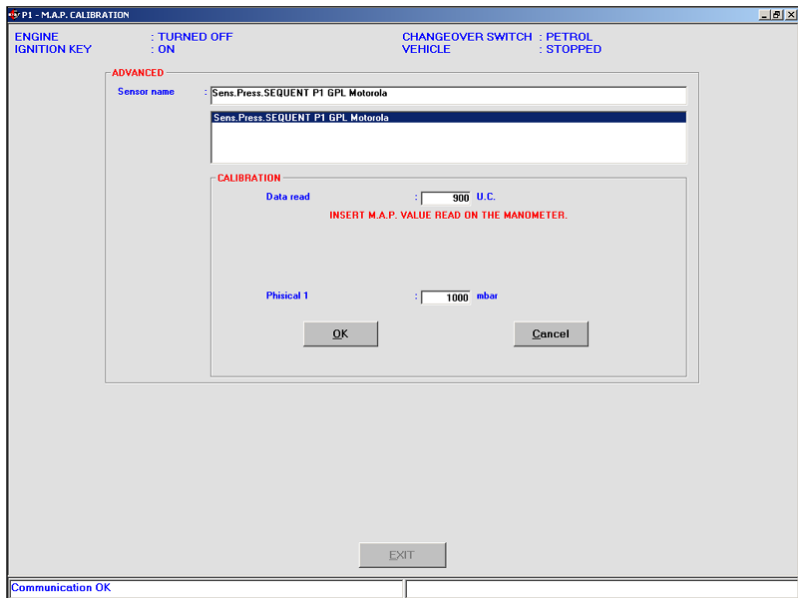 P1 - M.A.P. CALIBRATION
ENGINE : TURNED OFF CHANGEOVER SWITCH : PETROL
IGNITION KEY : ON VEHICLE : STOPPED
ADVANCED
Sensor name : Sens.Press.SEQUENT P1 GPL Motorola
Sens.Press.SEQUENT P1 GPL Motorola
CALIBRATION
Data read : 900 U.C.
INSERT M.A.P. VALUE READ ON THE MANOMETER.
Phisical 1 : 1000 mbar
OK Cancel
EXIT
Communication OK